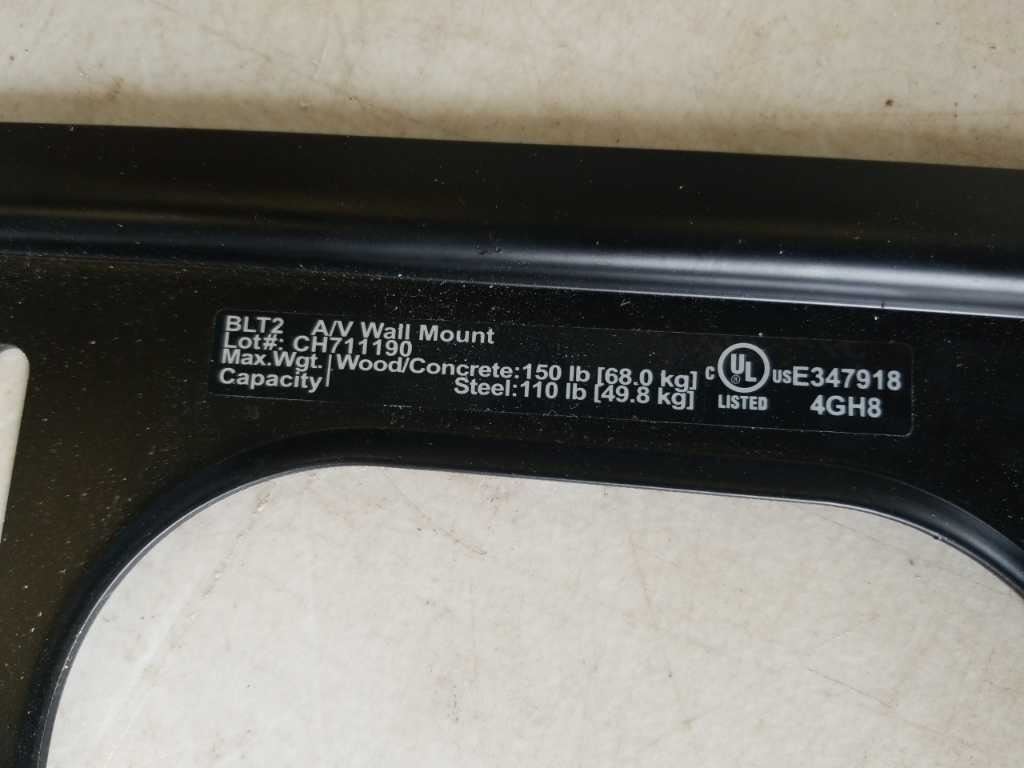 BLT2 A/V Wall Mount
Lot#: CH711190
Max.Wgt. Wood/Concrete:150 lb [68.0 kg]
Capacity Steel:110 lb [49.8 kg]
C UL US E347918
LISTED 4GH8